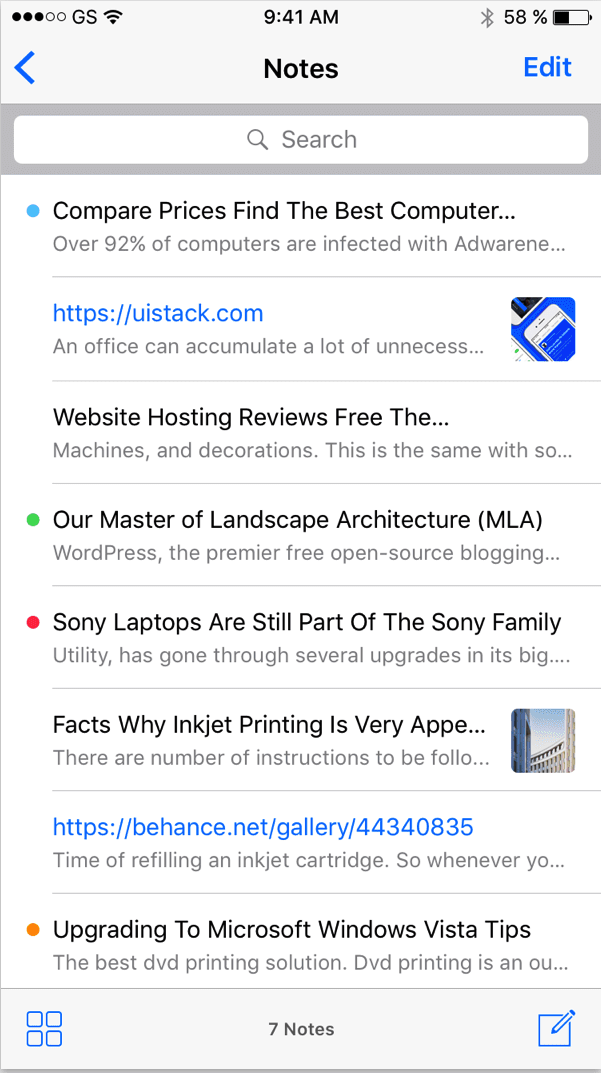 GS 9:41 AM 58 %
Notes Edit
Search
Compare Prices Find The Best Computer...
Over 92% of computers are infected with Adwarene...
https://uistack.com
An office can accumulate a lot of unnecess...
Website Hosting Reviews Free The...
Machines, and decorations. This is the same with so...
Our Master of Landscape Architecture (MLA)
WordPress, the premier free open-source blogging...
Sony Laptops Are Still Part Of The Sony Family
Utility, has gone through several upgrades in its big....
Facts Why Inkjet Printing Is Very Appe...
There are number of instructions to be follo...
https://behance.net/gallery/44340835
Time of refilling an inkjet cartridge. So whenever yo...
Upgrading To Microsoft Windows Vista Tips
The best dvd printing solution. Dvd printing is an ou...
7 Notes